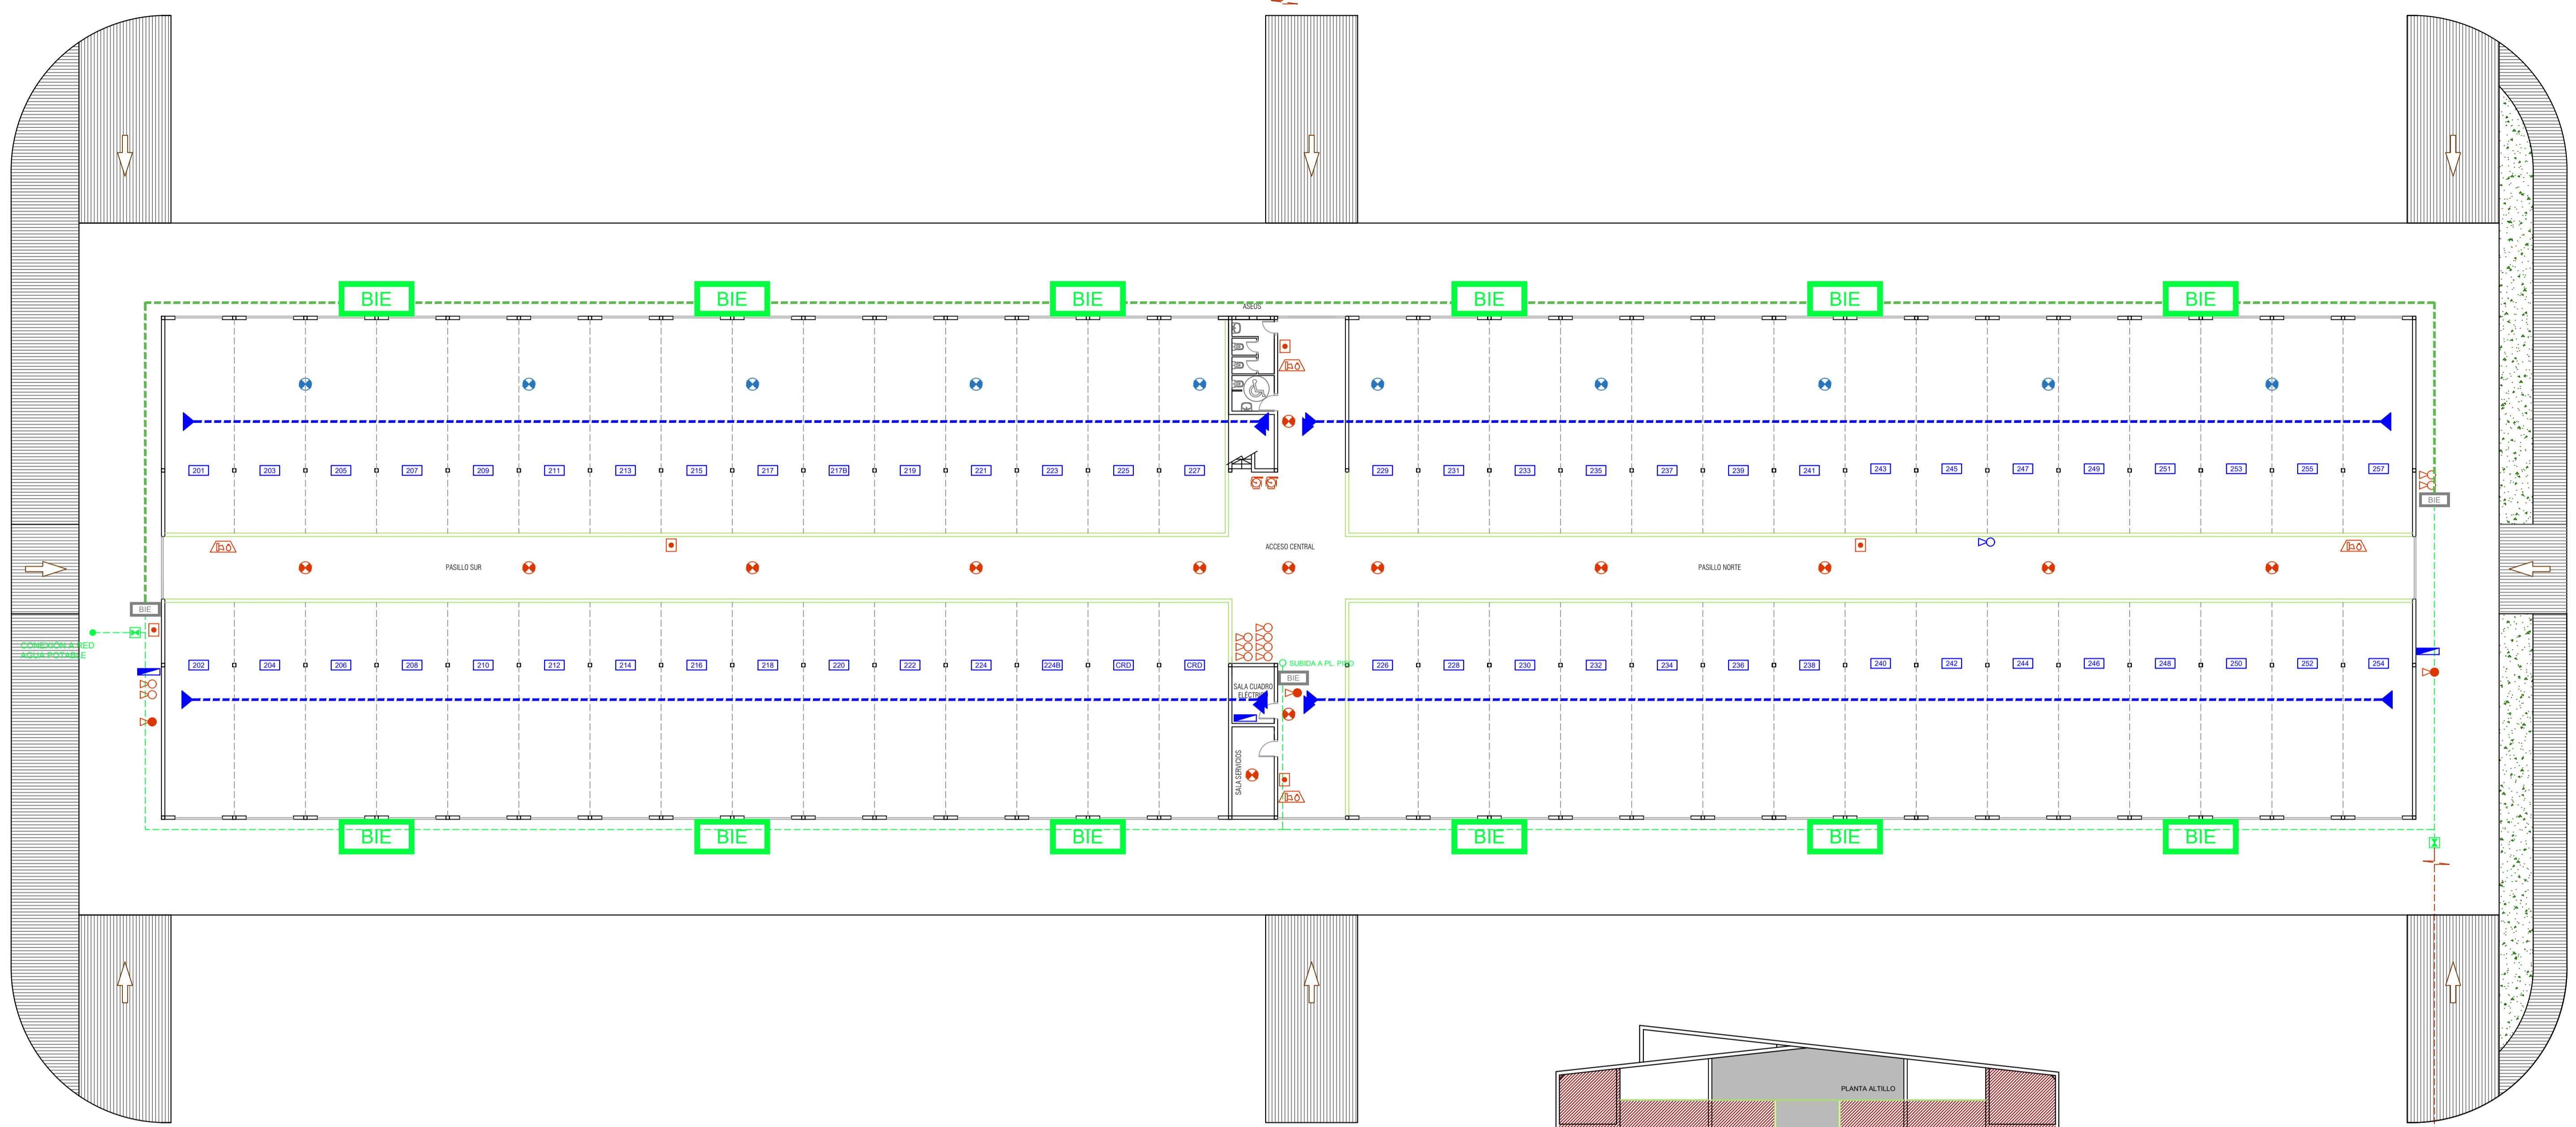 BIE
BIE
BIE
BIE
BIE
BIE
ASEOS
201
203
205
207
209
211
213
215
217
217B
219
221
223
225
227
229
231
233
235
237
239
241
243
245
247
249
251
253
255
257
BIE
ACCESO CENTRAL
PASILLO SUR
PASILLO NORTE
BIE
CONEXIÓN A RED
AGUA POTABLE
202
204
206
208
210
212
214
216
218
220
222
224
224B
CRD
CRD
SUBIDA A PL. PISO
226
228
230
232
234
236
238
240
242
244
246
248
250
252
254
BIE
SALA CUADRO
ELÉCTRICO
SALA SERVICIOS
BIE
BIE
BIE
BIE
BIE
BIE
PLANTA ALTILLO